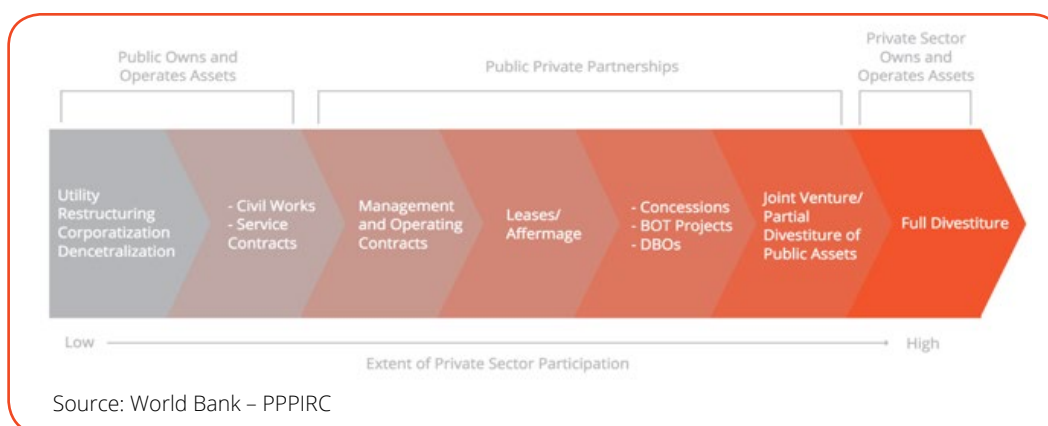 Public Owns and
Operates Assets
Public Private Partnerships
Private Sector
Owns and
Operates Assets
Utility
Restructuring
Corporatization
Dencetralization
- Civil Works
- Service
Contracts
Management
and Operating
Contracts
Leases/
Affermage
- Concessions
- BOT Projects
- DBOs
Joint Venture/
Partial
Divestiture of
Public Assets
Full Divestiture
Low
High
Extent of Private Sector Participation
Source: World Bank – PPPIRC